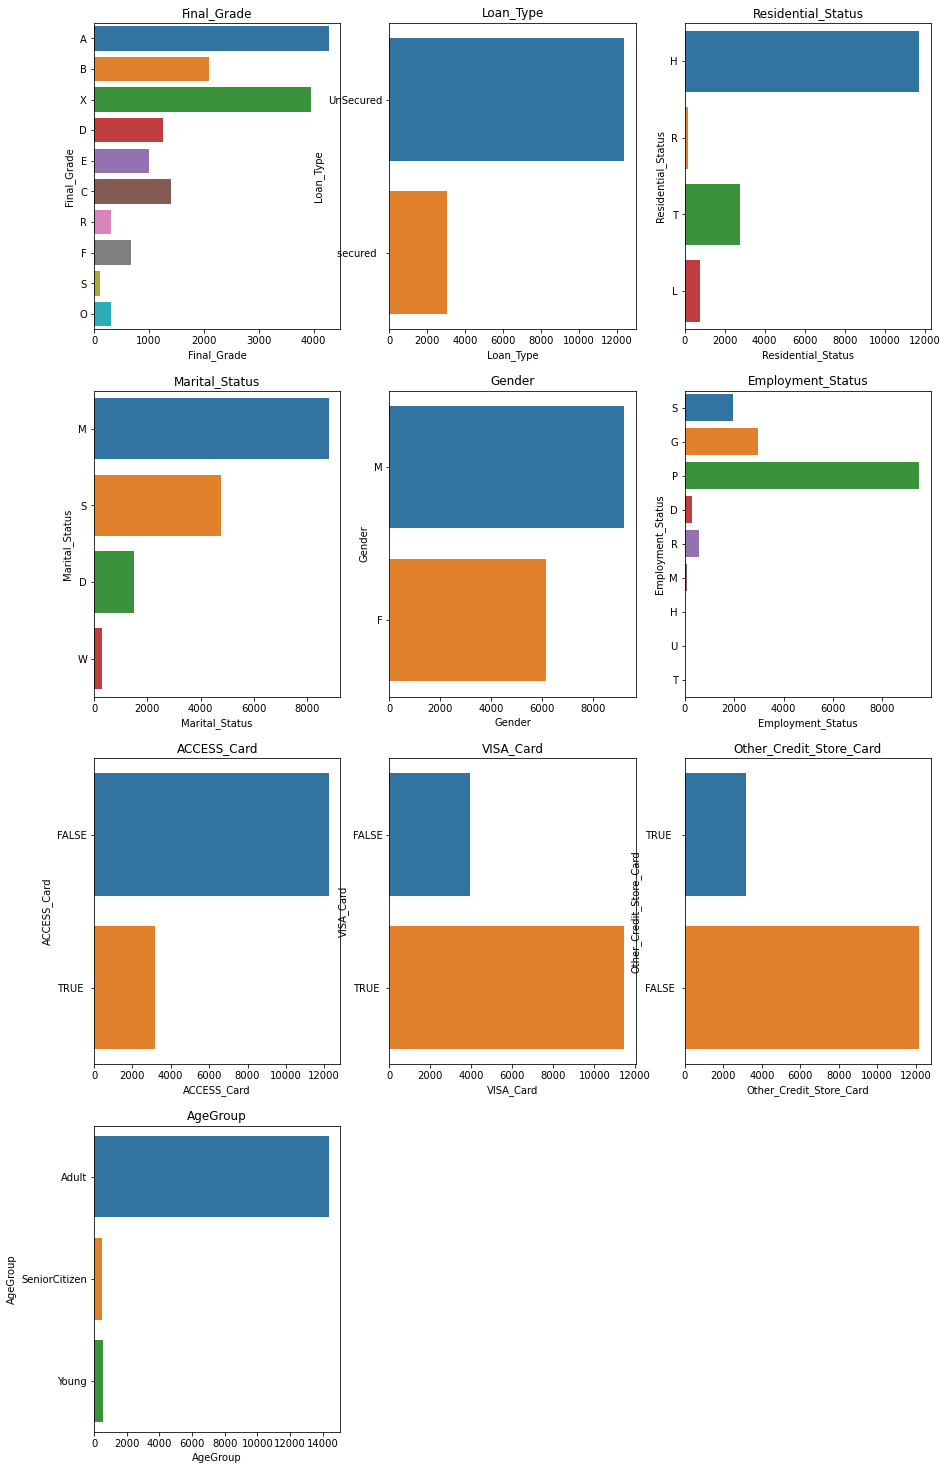 Final_Grade
A
B
X
D
E
C
R
F
S
O
Final_Grade
0 1000 2000 3000 4000
Final_Grade
Loan_Type
UnSecured
secured
Loan_Type
0 2000 4000 6000 8000 10000 12000
Loan_Type
Residential_Status
H
R
T
L
Residential_Status
0 2000 4000 6000 8000 10000 12000
Residential_Status
Marital_Status
M
S
D
W
Marital_Status
0 2000 4000 6000 8000
Marital_Status
Gender
M
F
Gender
0 2000 4000 6000 8000
Gender
Employment_Status
S
G
P
D
R
M
H
U
T
Employment_Status
0 2000 4000 6000 8000
Employment_Status
ACCESS_Card
FALSE
TRUE
ACCESS_Card
0 2000 4000 6000 8000 10000 12000
ACCESS_Card
VISA_Card
FALSE
TRUE
VISA_Card
0 2000 4000 6000 8000 10000 12000
VISA_Card
Other_Credit_Store_Card
TRUE
FALSE
Other_Credit_Store_Card
0 2000 4000 6000 8000 10000 12000
Other_Credit_Store_Card
AgeGroup
Adult
SeniorCitizen
Young
AgeGroup
0 2000 4000 6000 8000 10000 12000 14000
AgeGroup